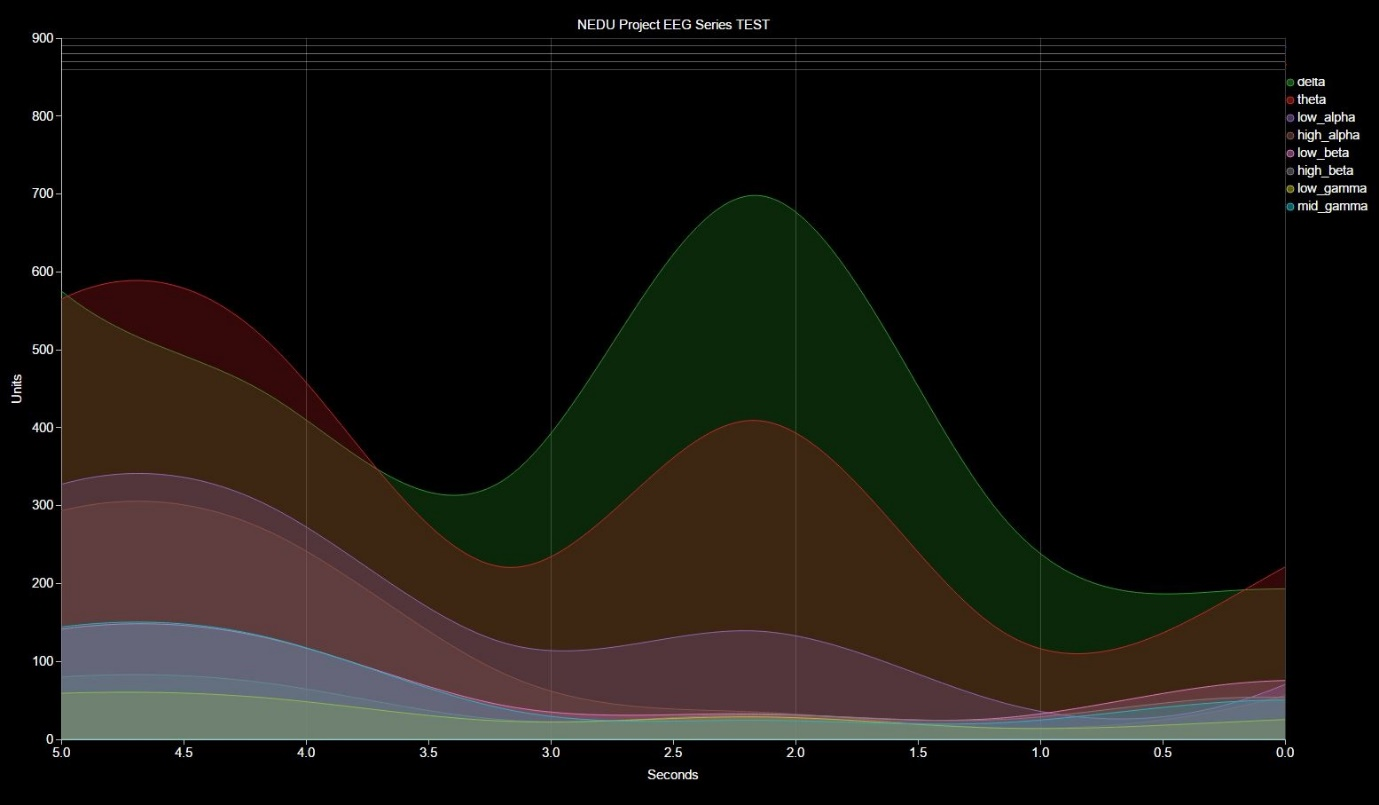 NEDU Project EEG Series TEST
900
800
700
600
500
400
300
200
100
0
Units
5.0 4.5 4.0 3.5 3.0 2.5 2.0 1.5 1.0 0.5 0.0
Seconds
delta
theta
low_alpha
high_alpha
low_beta
high_beta
low_gamma
mid_gamma